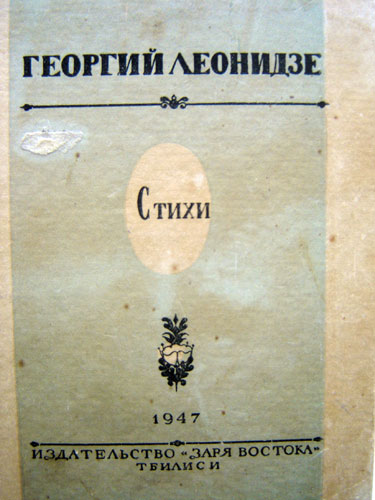 ГЕОРГИЙ ЛЕОНИДЗЕ
СТИХИ
1947
ИЗДАТЕЛЬСТВО «ЗАРЯ ВОСТОКА»
ТБИЛИСИ